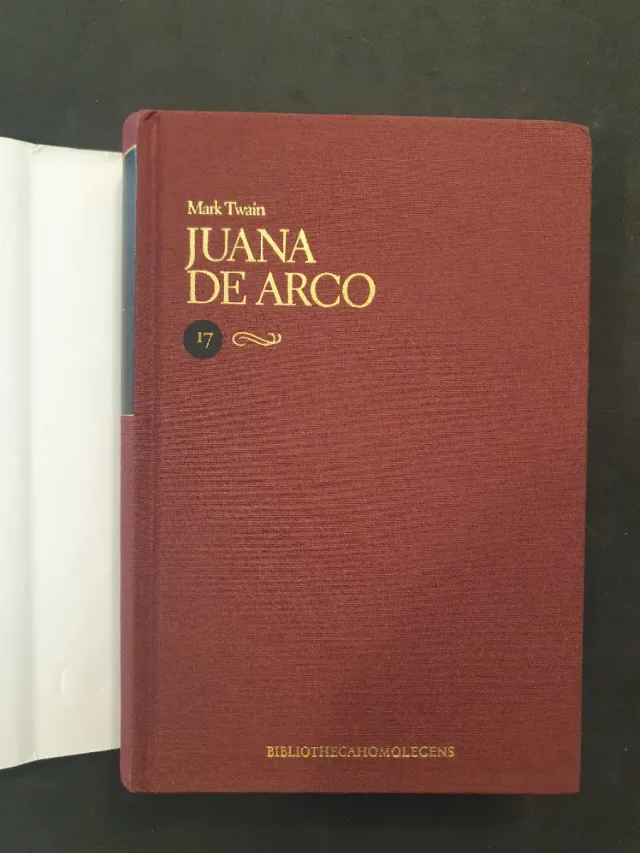 Mark Twain
JUANA
DE ARCO
17
BIBLIOTHECAHOMOLEGENS